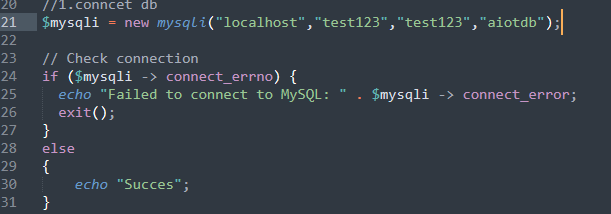 20 //1.conncet db
21 $mysqli = new mysqli("localhost","test123","test123","aiotdb");
22
23 // Check connection
24 if ($mysqli -> connect_errno) {
25 echo "Failed to connect to MySQL: " . $mysqli -> connect_error;
26 exit();
27 }
28 else
29 {
30 echo "Succes";
31 }